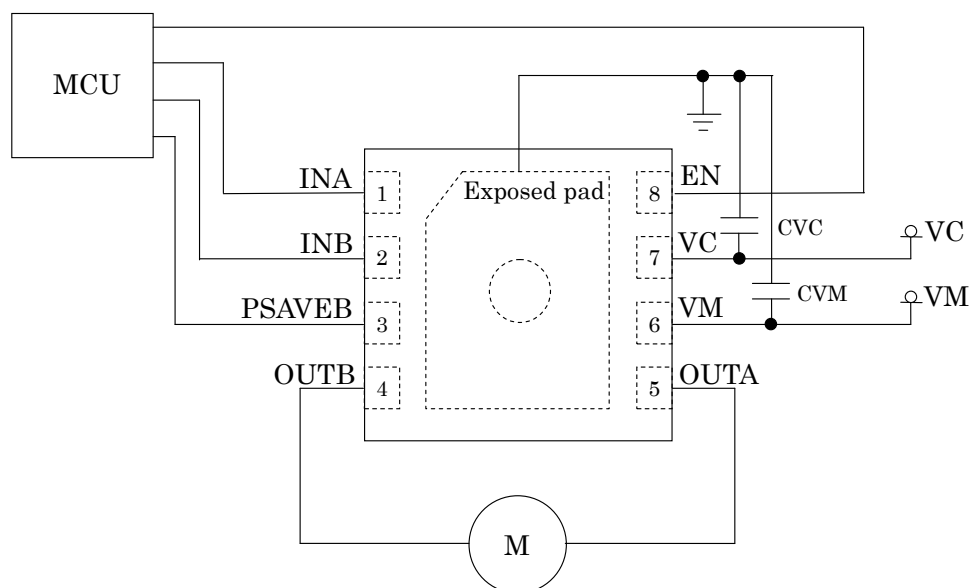 MCU
INA
1
Exposed pad
8
EN
INB
2
7
VC
CVC
VC
PSAVEB
3
6
VM
CVM
VM
OUTB
4
5
OUTA
M